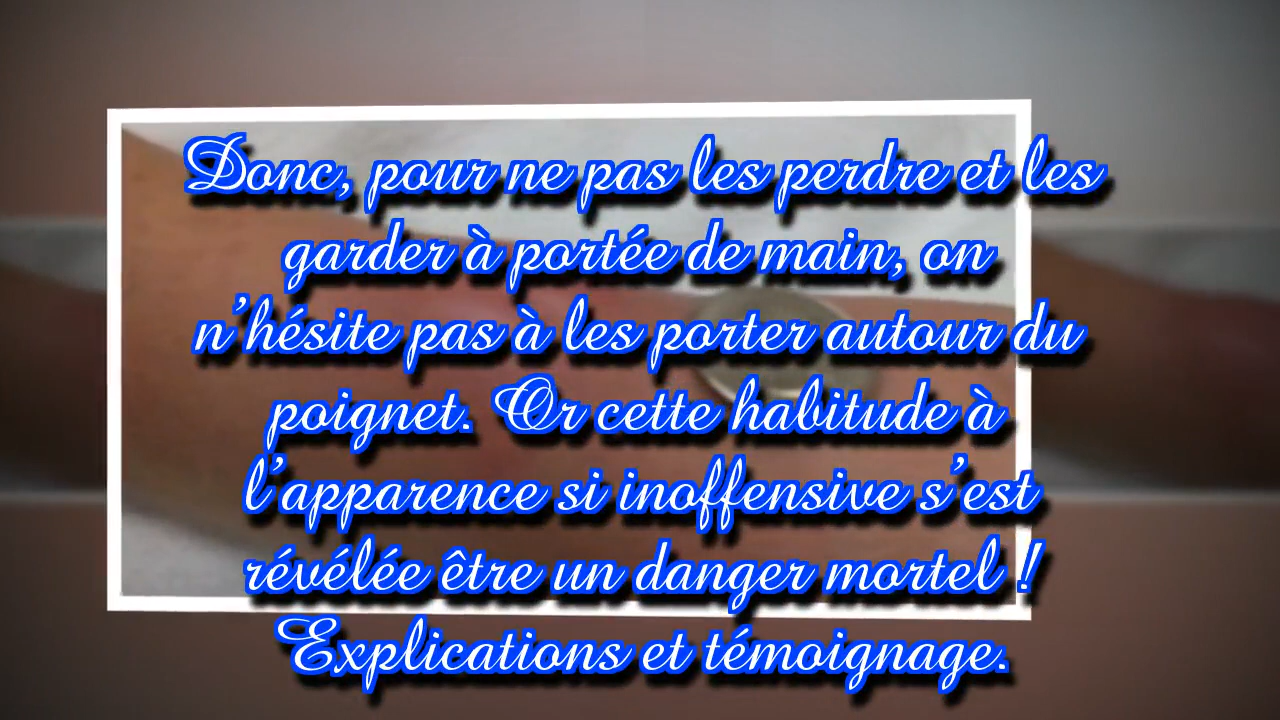 Donc, pour ne pas les perdre et les
garder à portée de main, on
n’hésite pas à les porter autour du
poignet. Or cette habitude à
l’apparence si inoffensive s’est
révélée être un danger mortel !
Explications et témoignage.